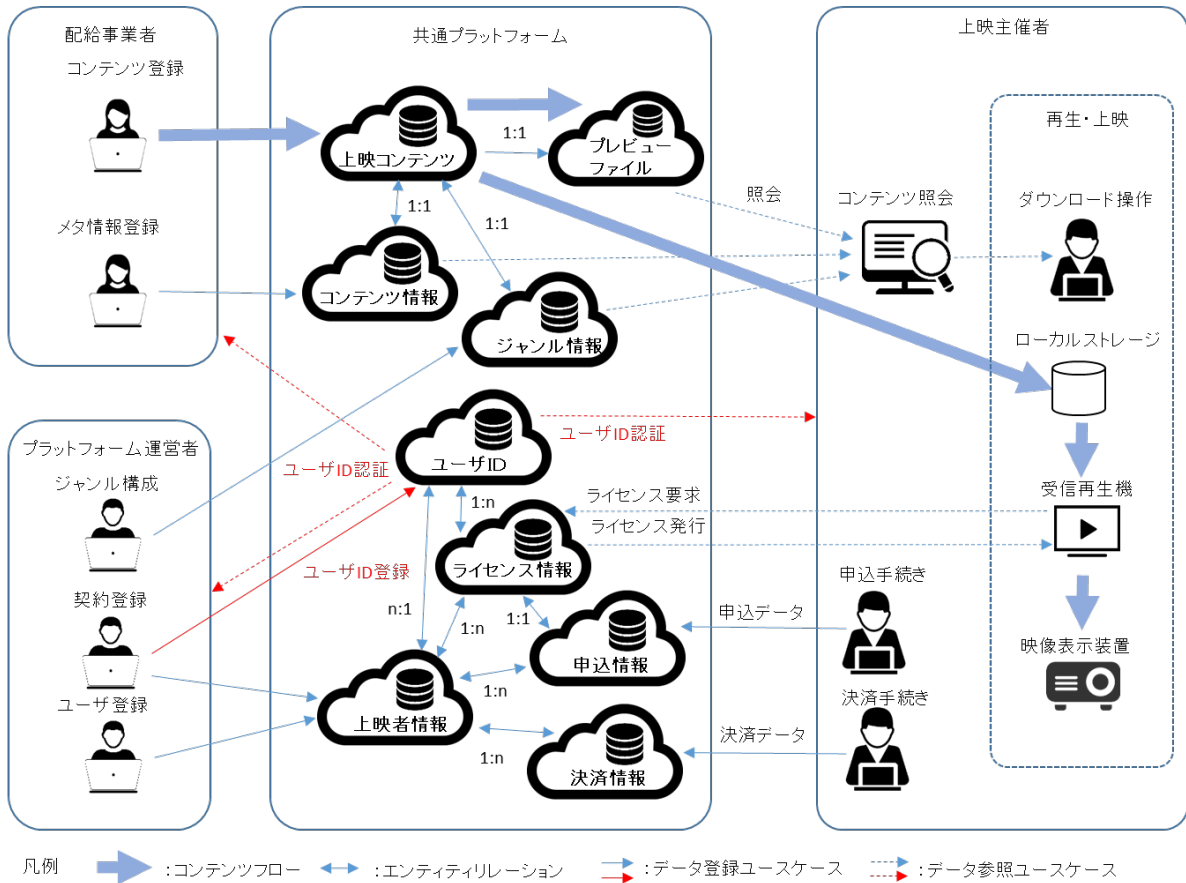 配給事業者
コンテンツ登録
メタ情報登録
プラットフォーム運営者
ジャンル構成
契約登録
ユーザ登録
共通プラットフォーム
上映コンテンツ
1:1
プレビュー
ファイル
1:1
1:1
コンテンツ情報
ジャンル情報
ユーザID
ユーザID認証
ユーザID認証
1:n
ライセンス要求
ライセンス発行
ライセンス情報
ユーザID登録
n:1
1:n
1:1
申込データ
申込情報
1:n
上映者情報
1:n
決済データ
決済情報
照会
上映主催者
コンテンツ照会
再生・上映
ダウンロード操作
ローカルストレージ
受信再生機
申込手続き
映像表示装置
決済手続き
凡例
:コンテンツフロー
:エンティティリレーション
:データ登録ユースケース
:データ参照ユースケース